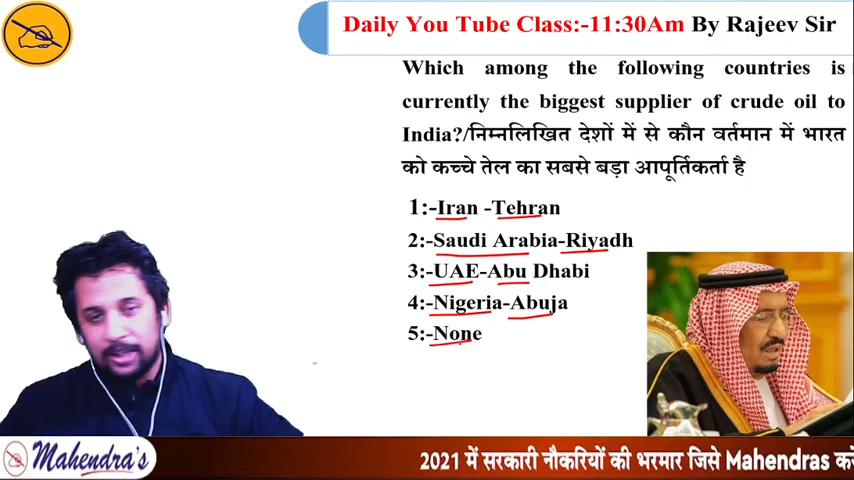 Daily You Tube Class:-11:30Am By Rajeev Sir
Which among the following countries is
currently the biggest supplier of crude oil to
India?/निम्नलिखित देशों में से कौन वर्तमान में भारत
को कच्चे तेल का सबसे बड़ा आपूर्तिकर्ता है
1:-Iran -Tehran
2:-Saudi Arabia-Riyadh
3:-UAE-Abu Dhabi
4:-Nigeria-Abuja
5:-None
Mahendra's
2021 में सरकारी नौकरियों की भरमार जिसे Mahendras